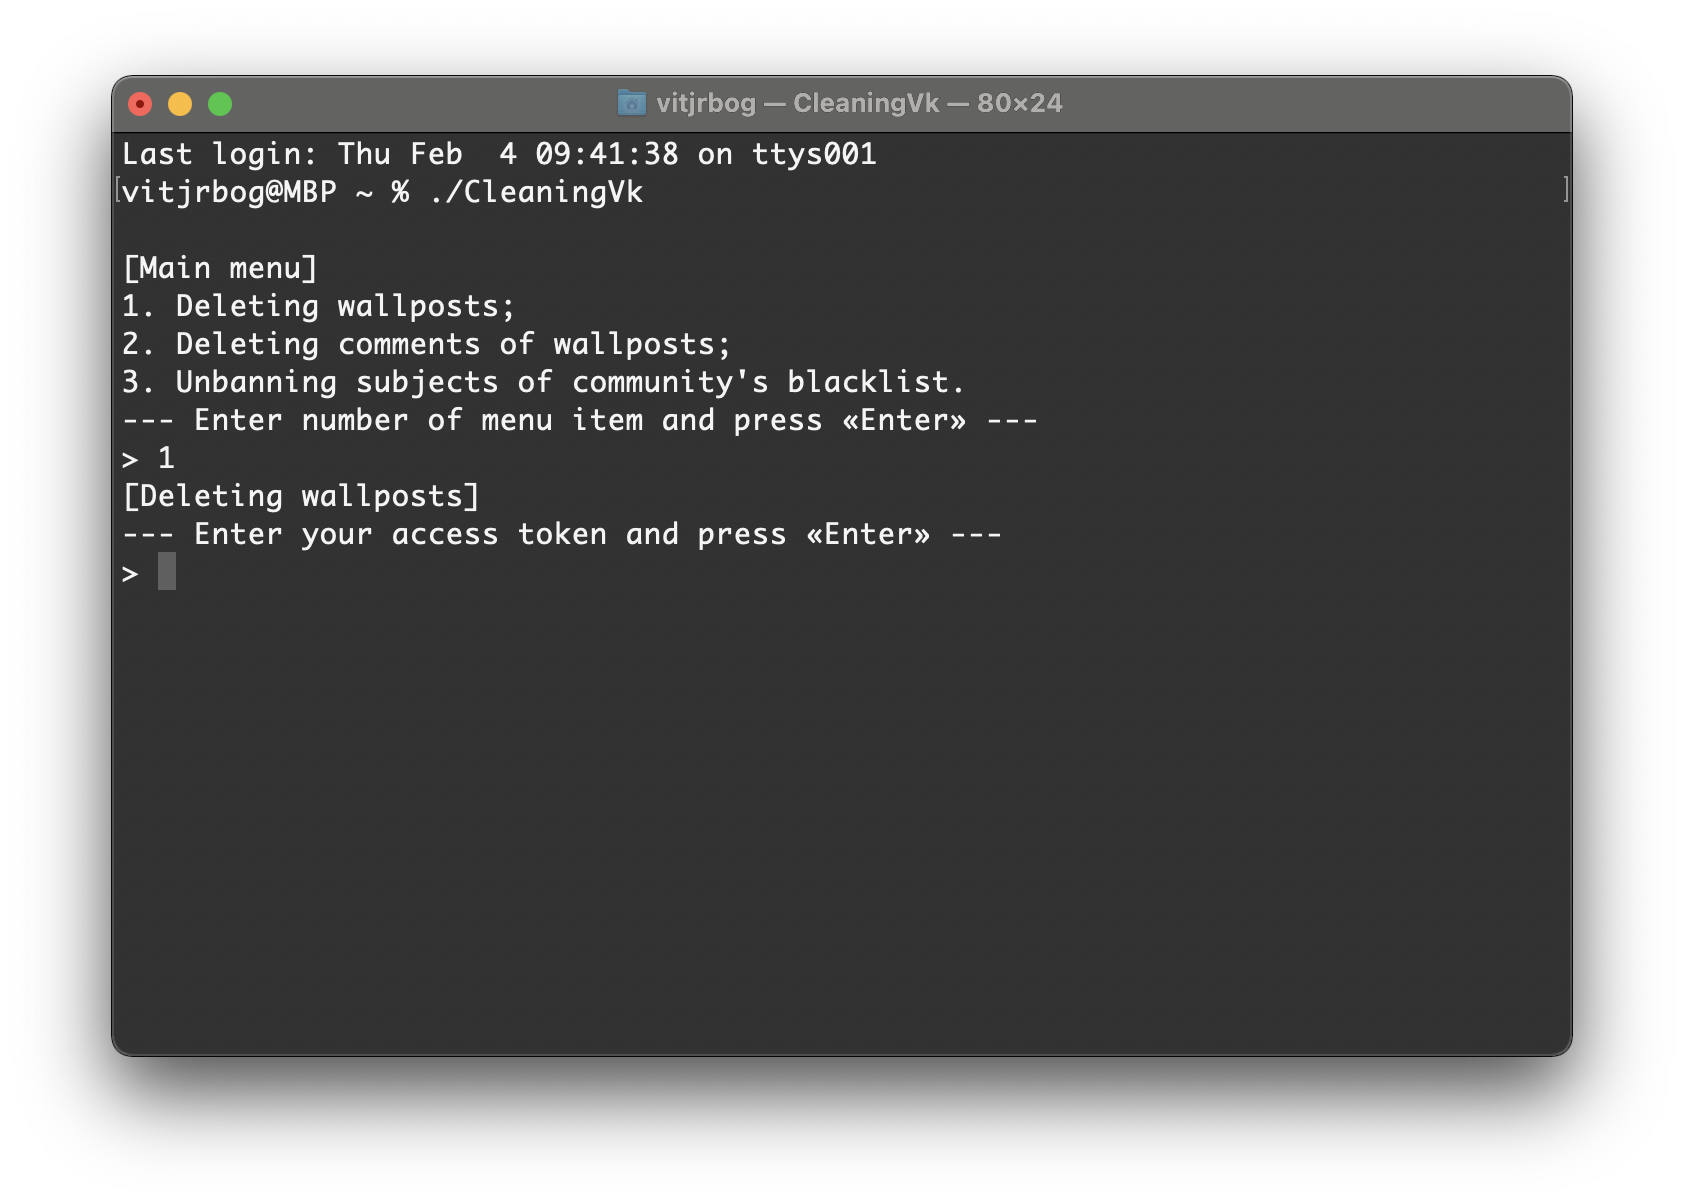 vitjrbog — CleaningVk — 80×24
Last login: Thu Feb  4 09:41:38 on ttys001
vitjrbog@MBP ~ % ./CleaningVk
[Main menu]
1. Deleting wallposts;
2. Deleting comments of wallposts;
3. Unbanning subjects of community's blacklist.
--- Enter number of menu item and press «Enter» ---
> 1
[Deleting wallposts]
--- Enter your access token and press «Enter» ---
>